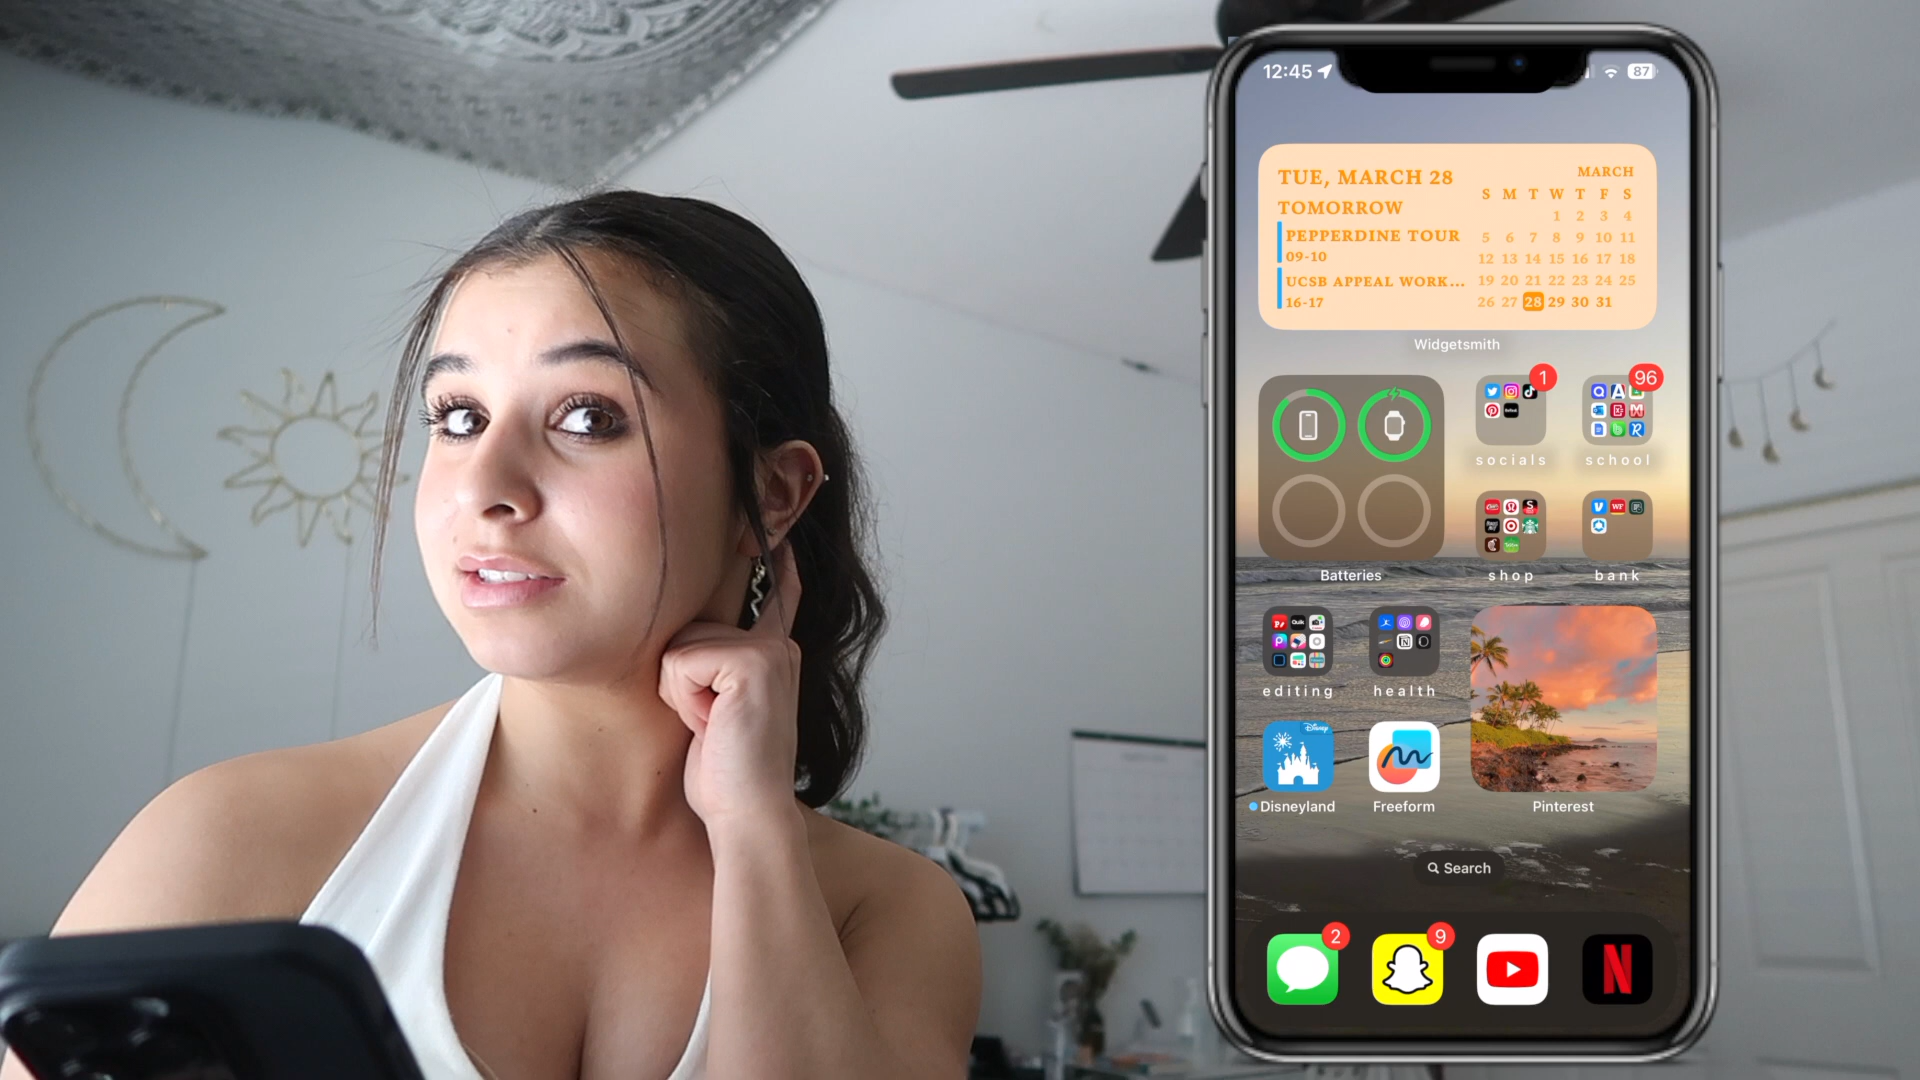 12:45
87
TUE, MARCH 28
TOMORROW
PEPPERDINE TOUR
09-10
UCSB APPEAL WORK...
16-17
MARCH
S M T W T F S
1 2 3 4
5 6 7 8 9 10 11
12 13 14 15 16 17 18
19 20 21 22 23 24 25
26 27 28 29 30 31
Widgetsmith
1
96
socials
school
Batteries
shop
bank
editing
health
Disney
Disneyland
Freeform
Pinterest
Search
2
9
N